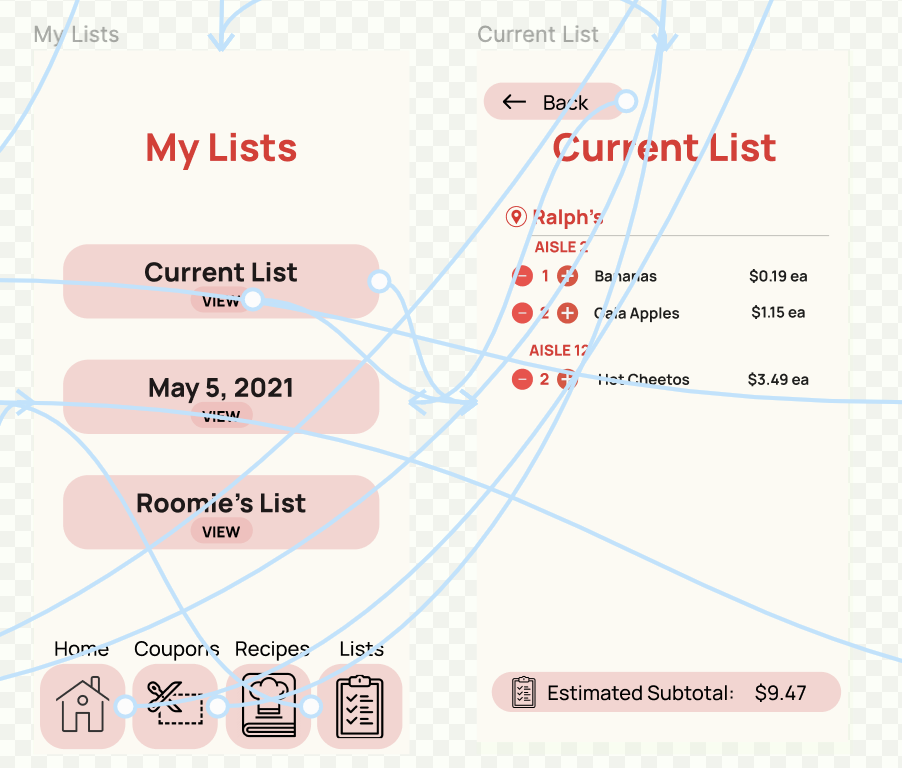 My Lists
My Lists
Current List
VIEW
May 5, 2021
VIEW
Roomie's List
VIEW
Home Coupons Recipes Lists
Current List
← Back
Current List
Ralph's
AISLE 2
− 1 + Bananas $0.19 ea
− 2 + Gala Apples $1.15 ea
AISLE 12
− 2 + Hot Cheetos $3.49 ea
Estimated Subtotal: $9.47